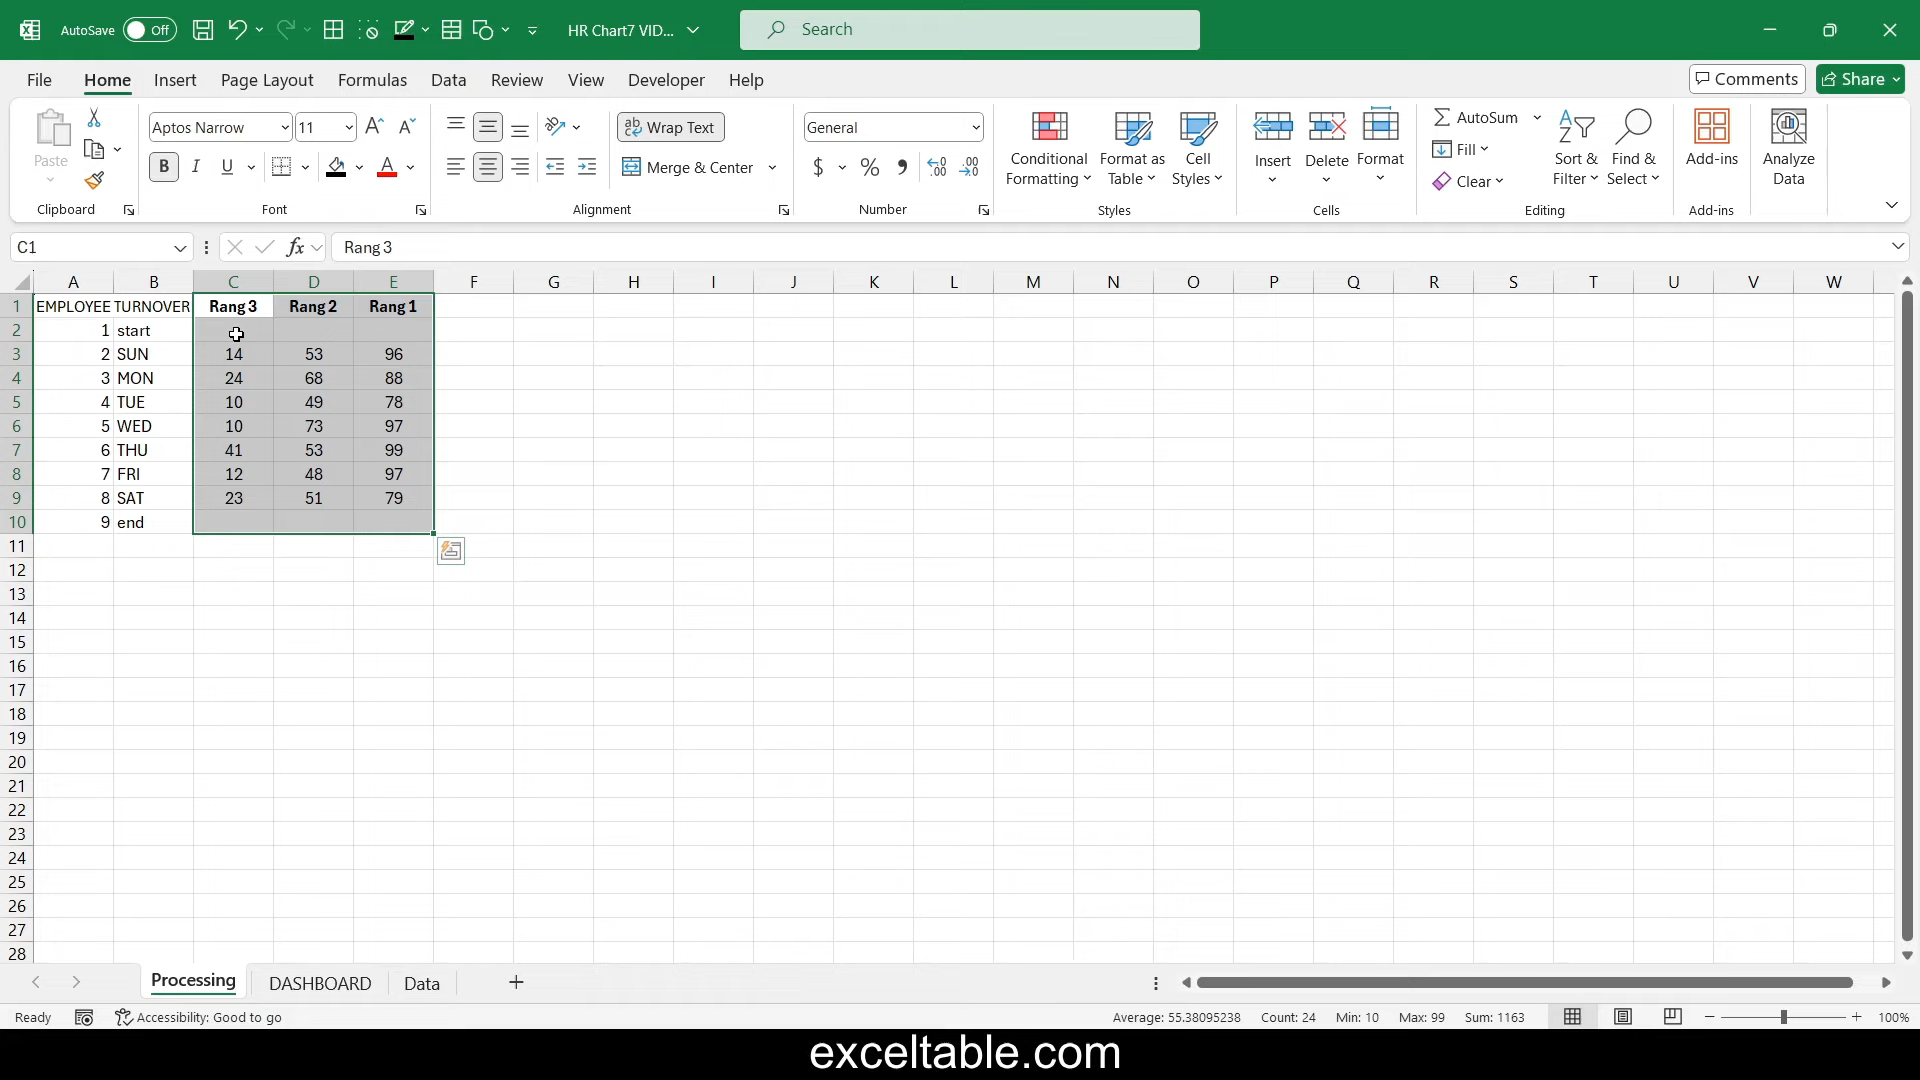 AutoSave Off HR Chart7 VID... Search
File Home Insert Page Layout Formulas Data Review View Developer Help Comments Share
Paste
Clipboard
Aptos Narrow 11
B I U
Font
Wrap Text
Merge & Center
Alignment
General
$ % 9
Number
Conditional Formatting
Format as Table
Cell Styles
Styles
Insert Delete Format
Cells
AutoSum
Fill
Clear
Sort & Filter
Find & Select
Editing
Add-ins
Add-ins
Analyze Data
C1 fx Rang 3
A B C D E F G H I J K L M N O P Q R S T U V W
1 EMPLOYEE TURNOVER Rang 3 Rang 2 Rang 1
2 1 start
3 2 SUN 14 53 96
4 3 MON 24 68 88
5 4 TUE 10 49 78
6 5 WED 10 73 97
7 6 THU 41 53 99
8 7 FRI 12 48 97
9 8 SAT 23 51 79
10 9 end
11
12
13
14
15
16
17
18
19
20
21
22
23
24
25
26
27
28
Processing DASHBOARD Data
Ready Accessibility: Good to go Average: 55.38095238 Count: 24 Min: 10 Max: 99 Sum: 1163 100%
exceltable.com